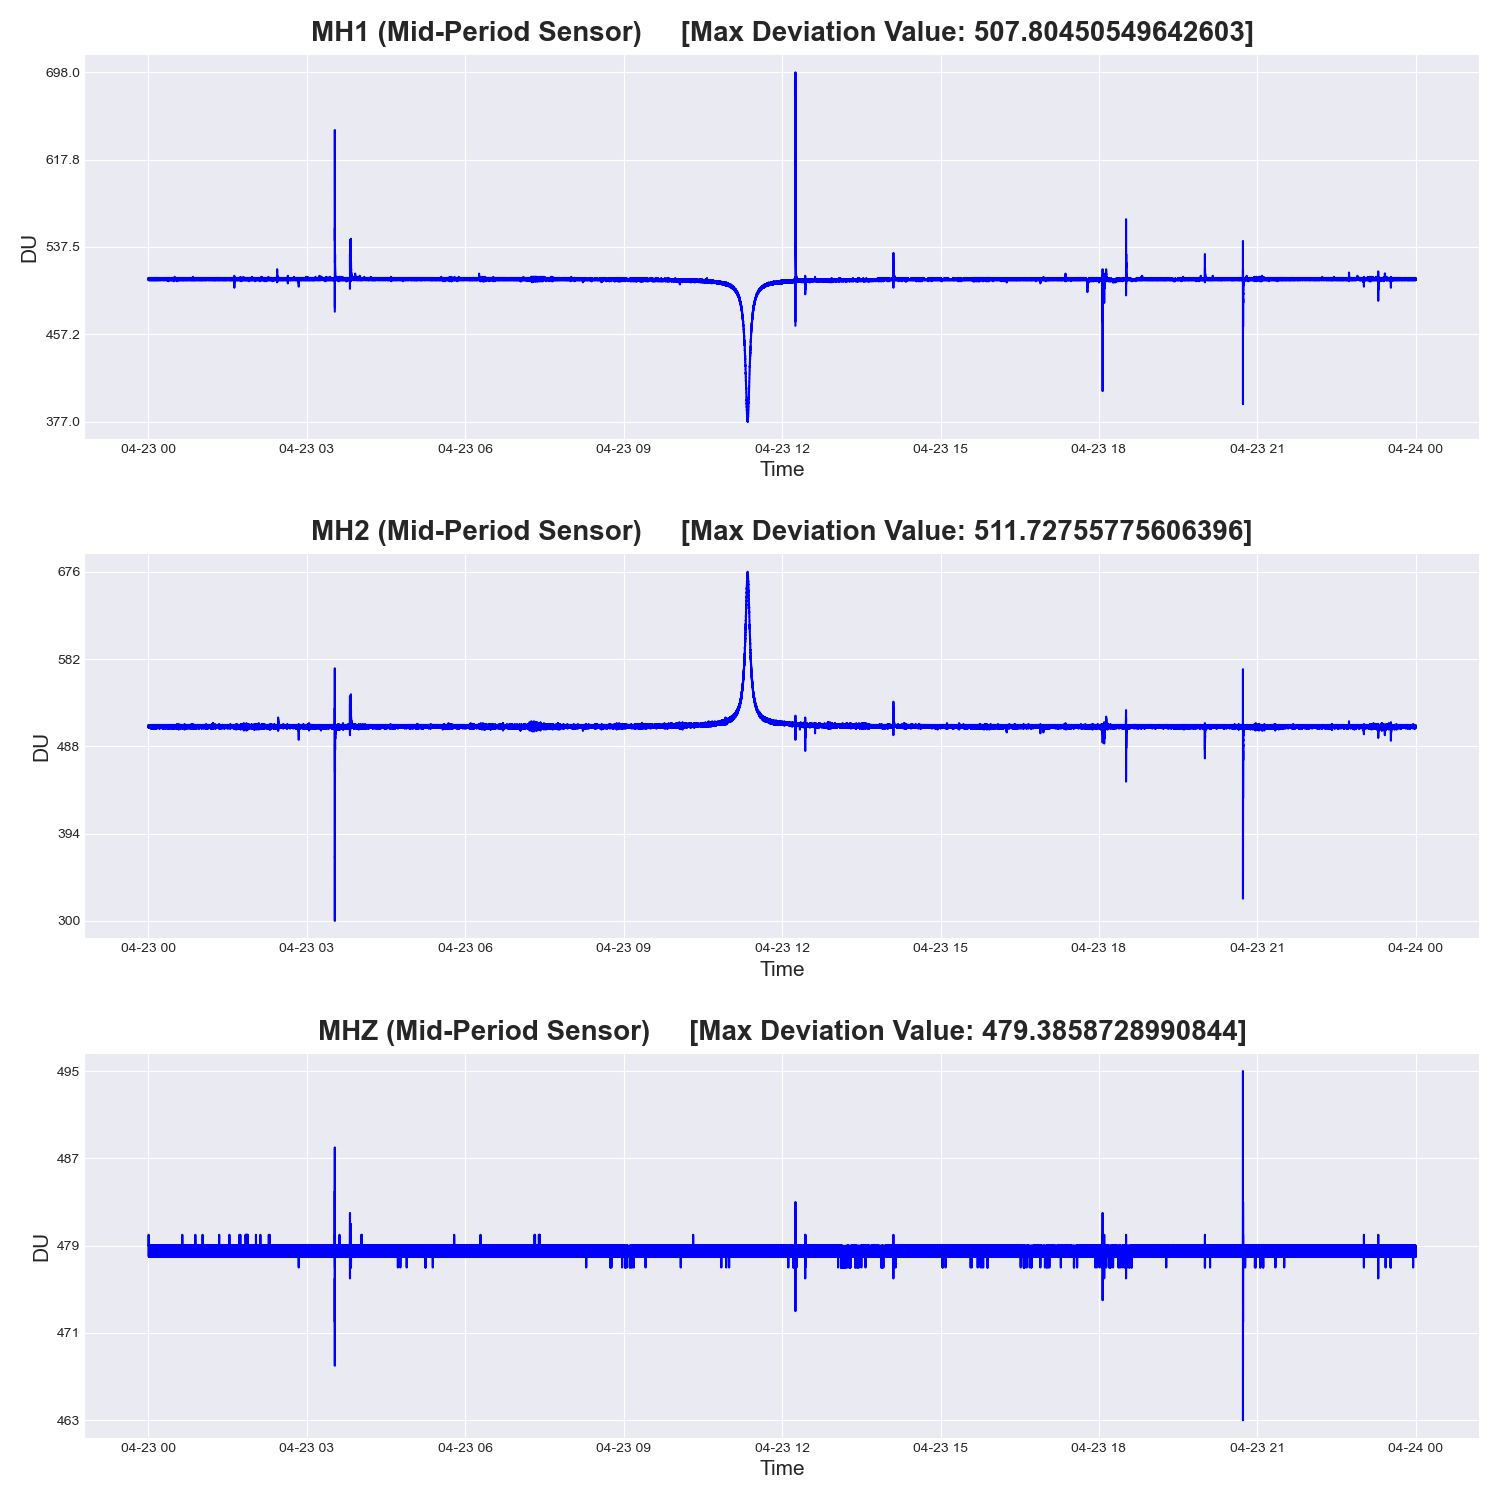 MH1 (Mid-Period Sensor) [Max Deviation Value: 507.80450549642603]
698.0
617.8
537.5
457.2
377.0
DU
04-23 00 04-23 03 04-23 06 04-23 09 04-23 12 04-23 15 04-23 18 04-23 21 04-24 00
Time
MH2 (Mid-Period Sensor) [Max Deviation Value: 511.72755775606396]
676
582
488
394
300
DU
04-23 00 04-23 03 04-23 06 04-23 09 04-23 12 04-23 15 04-23 18 04-23 21 04-24 00
Time
MHZ (Mid-Period Sensor) [Max Deviation Value: 479.3858728990844]
495
487
479
471
463
DU
04-23 00 04-23 03 04-23 06 04-23 09 04-23 12 04-23 15 04-23 18 04-23 21 04-24 00
Time